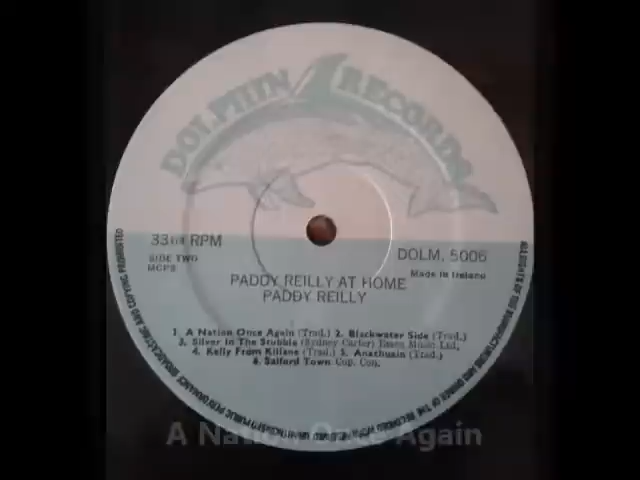 DOLPHIN RECORDS
33 1/3 RPM
SIDE TWO
MCPS
DOLM. 5006
Made in Ireland
PADDY REILLY AT HOME
PADDY REILLY
1 A Nation Once Again (Trad.) 2. Blackwater Side (Trad.)
3. Silver In The Stubble (Sydney Carter) Essex Music Ltd,
4. Kelly From Killane (Trad.) 5. Anachuain (Trad.)
6. Salford Town Cop. Con.
A Nation Once Again